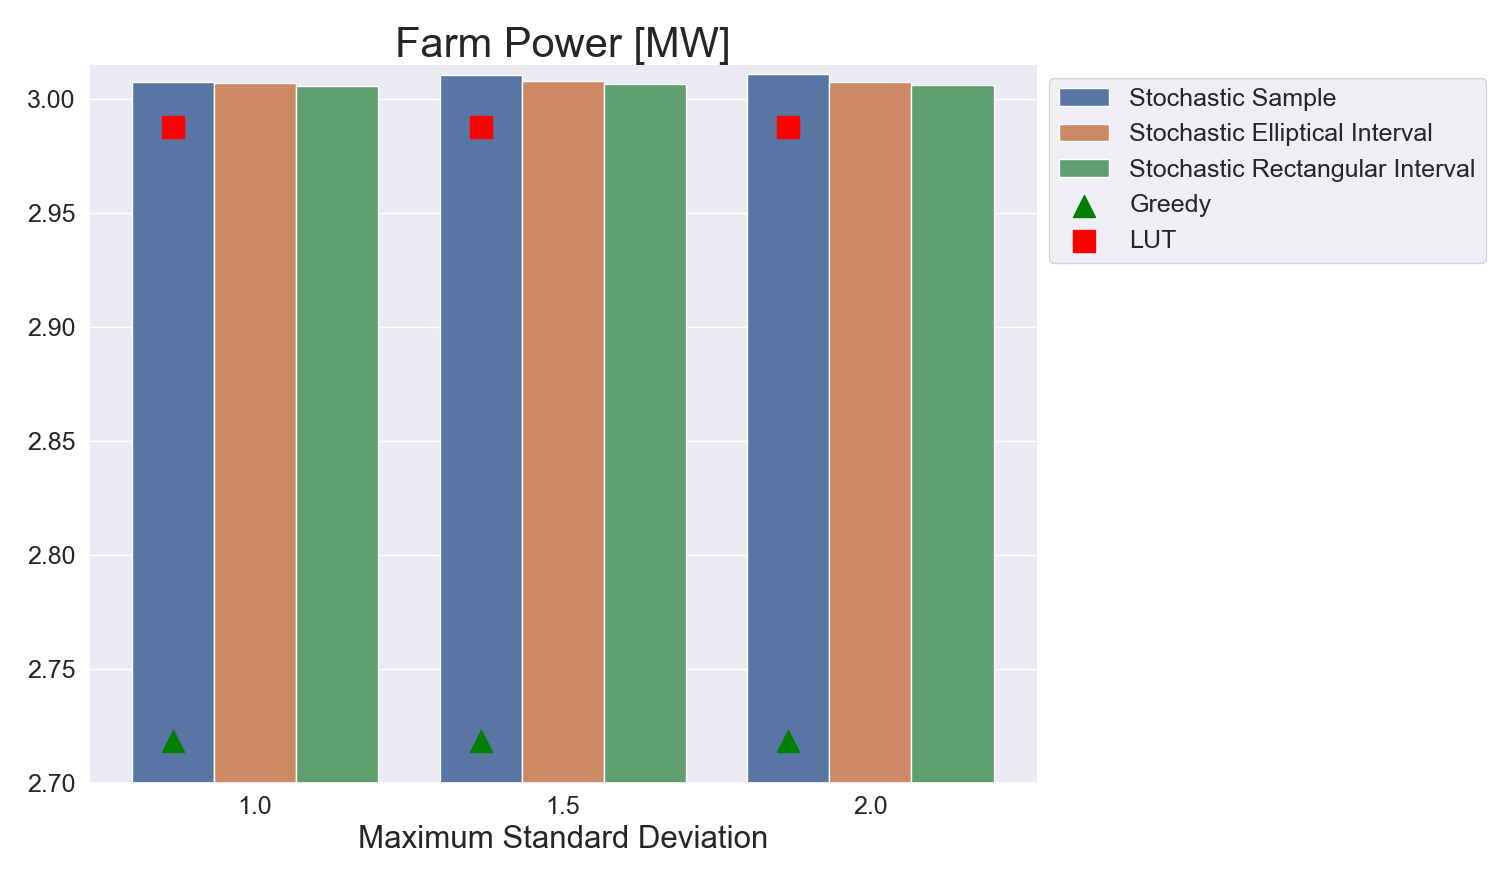 Farm Power [MW]
3.00
2.95
2.90
2.85
2.80
2.75
2.70
1.0
1.5
2.0
Maximum Standard Deviation
Stochastic Sample
Stochastic Elliptical Interval
Stochastic Rectangular Interval
Greedy
LUT